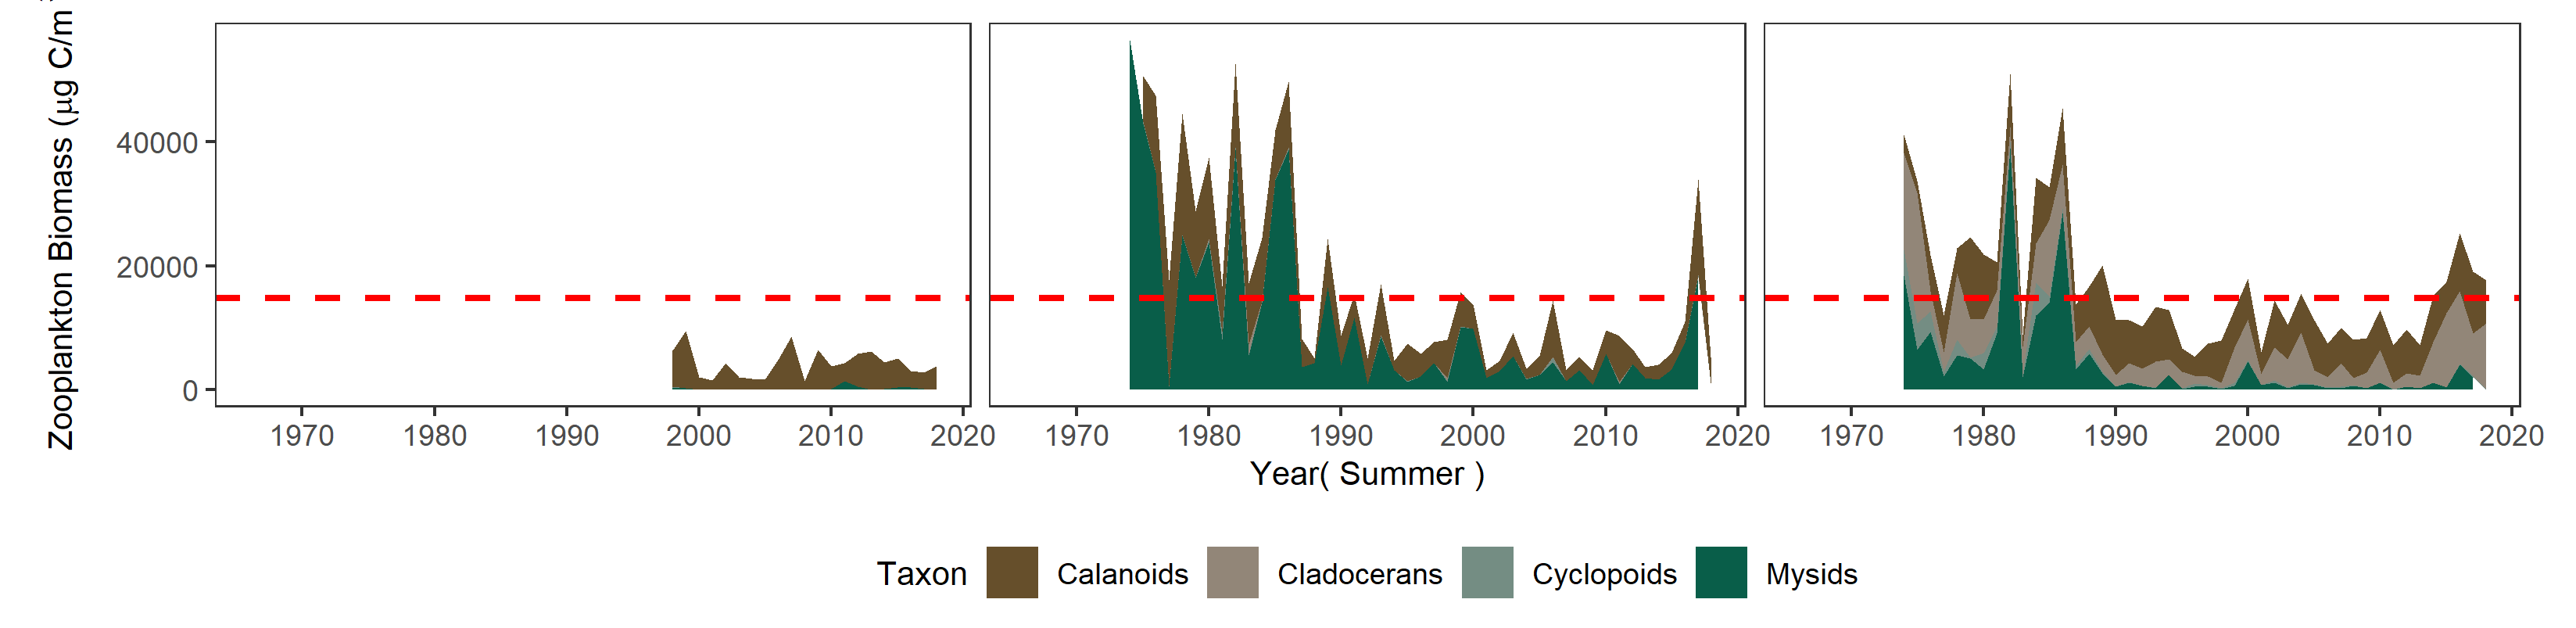 Zooplankton Biomass (μg C/m
40000
20000
0
1970 1980 1990 2000 2010 2020 1970 1980 1990 2000 2010 2020 1970 1980 1990 2000 2010 2020
Year( Summer )
Taxon Calanoids Cladocerans Cyclopoids Mysids